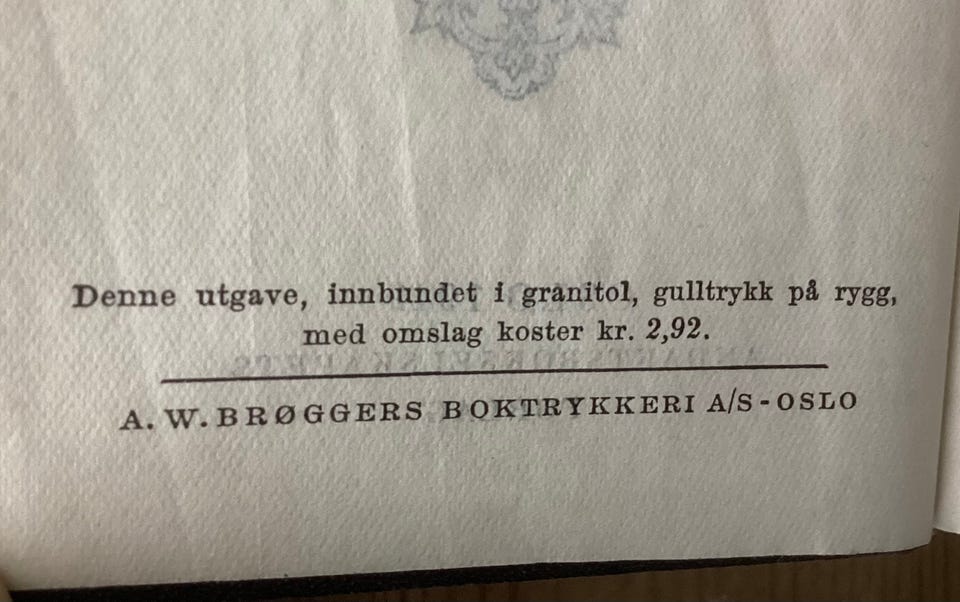 Denne utgave, innbundet i granitol, gulltrykk på rygg,
med omslag koster kr. 2,92.
A. W. BRØGGERS BOKTRYKKERI A/S - OSLO